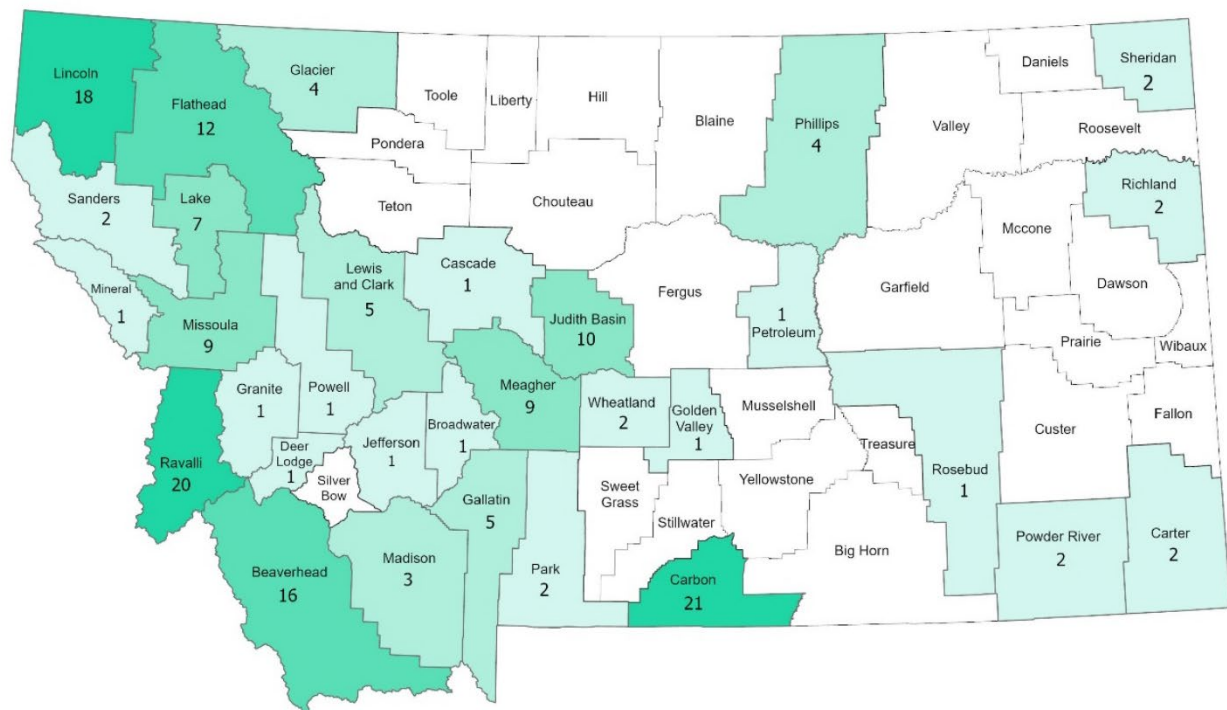 Lincoln
18
Flathead
12
Glacier
4
Toole
Liberty
Hill
Blaine
Phillips
4
Valley
Daniels
Sheridan
2
Roosevelt
Pondera
Sanders
2
Lake
7
Teton
Chouteau
Richland
2
Mccone
Dawson
Mineral
1
Missoula
9
Lewis
and Clark
5
Cascade
1
Judith Basin
10
Fergus
1
Petroleum
Garfield
Prairie
Wibaux
Ravalli
20
Granite
1
Powell
1
Deer
Lodge
1
Silver
Bow
Jefferson
1
Broadwater
1
Meagher
9
Wheatland
2
Golden
Valley
1
Musselshell
Treasure
Rosebud
1
Custer
Fallon
Beaverhead
16
Madison
3
Gallatin
5
Park
2
Sweet
Grass
Stillwater
Yellowstone
Carbon
21
Big Horn
Powder River
2
Carter
2